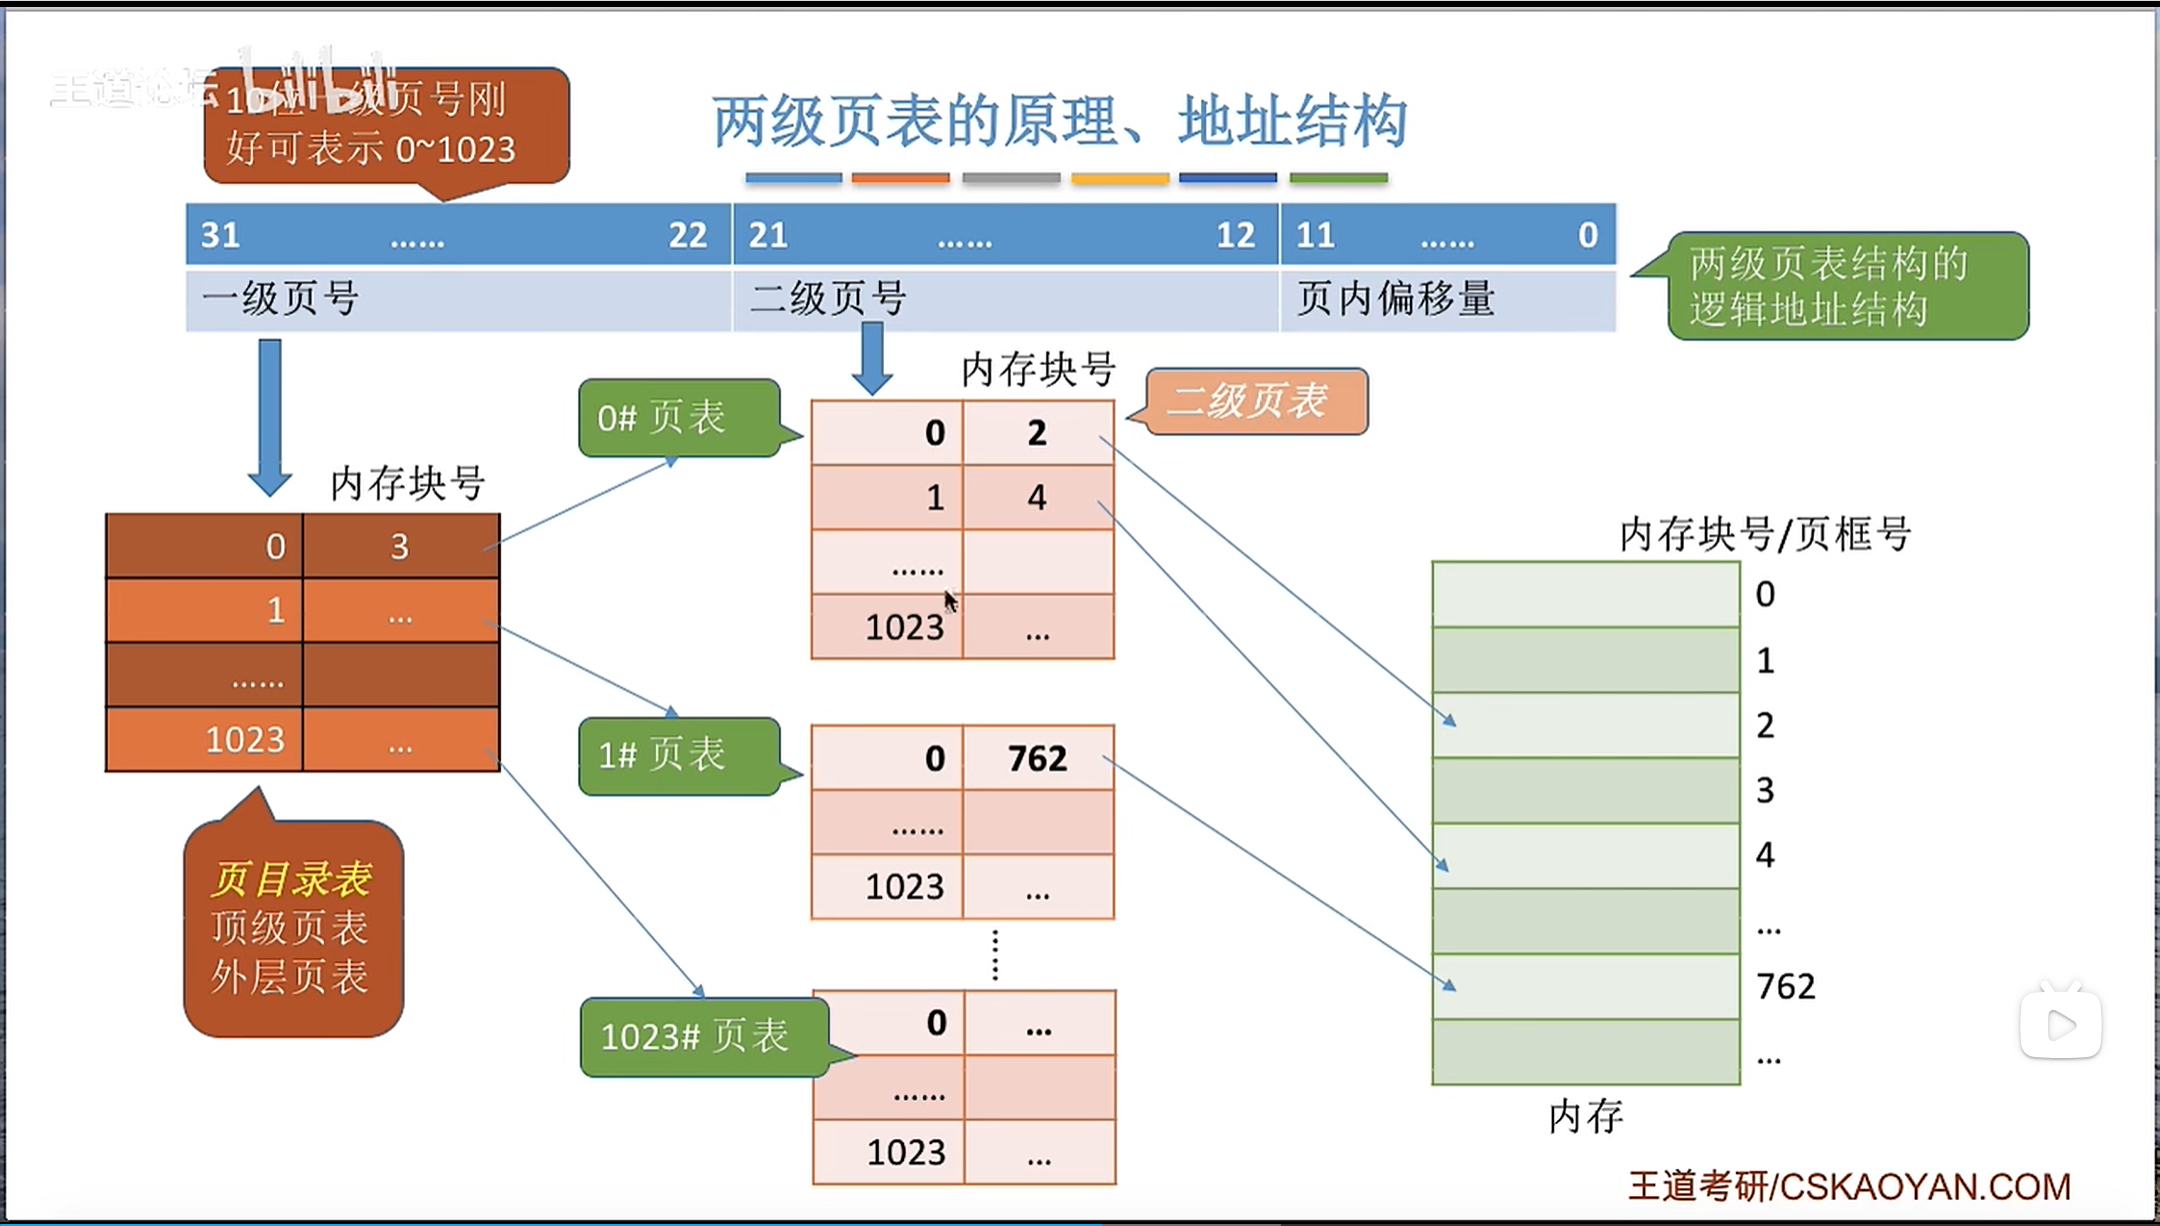 王道论坛 bilibili
10位一级页号刚
好可表示 0~1023
两级页表的原理、地址结构
31 …… 22 21 …… 12 11 …… 0
一级页号 二级页号 页内偏移量
两级页表结构的
逻辑地址结构
内存块号
0 3
1 ...
……
1023 ...
页目录表
顶级页表
外层页表
0# 页表
内存块号
二级页表
0 2
1 4
……
1023 ...
1# 页表
0 762
……
1023 ...
1023# 页表
0 ...
……
1023 ...
内存块号/页框号
0
1
2
3
4
...
762
...
内存
王道考研/CSKAOYAN.COM